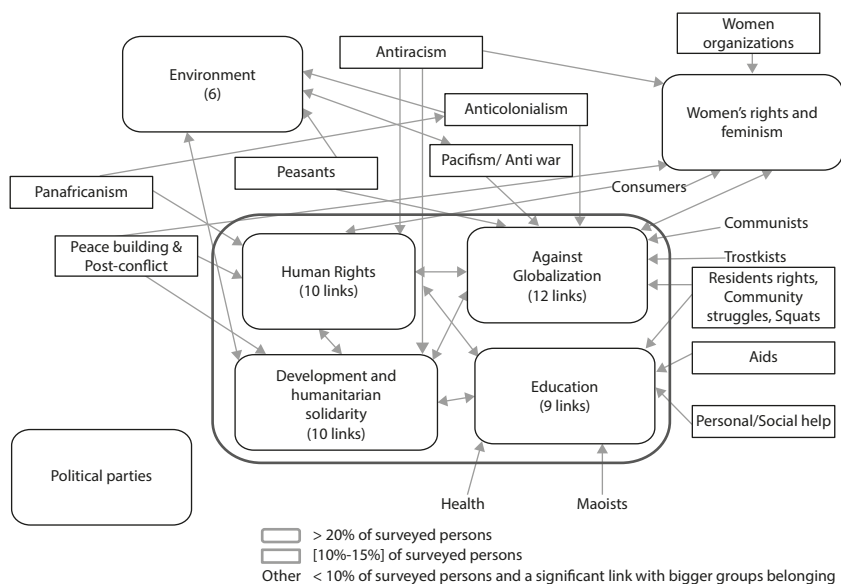 Women
organizations
Antiracism
Environment
(6)
Anticolonialism
Women's rights and
feminism
Pacifism/ Anti war
Peasants
Panafricanism
Consumers
Communists
Peace building &
Post-conflict
Against
Globalization
(12 links)
Trostkists
Human Rights
(10 links)
Residents rights,
Community
struggles, Squats
Aids
Development and
humanitarian
solidarity
(10 links)
Education
(9 links)
Personal/Social help
Political parties
Health
Maoists
> 20% of surveyed persons
[10%-15%] of surveyed persons
Other < 10% of surveyed persons and a significant link with bigger groups belonging